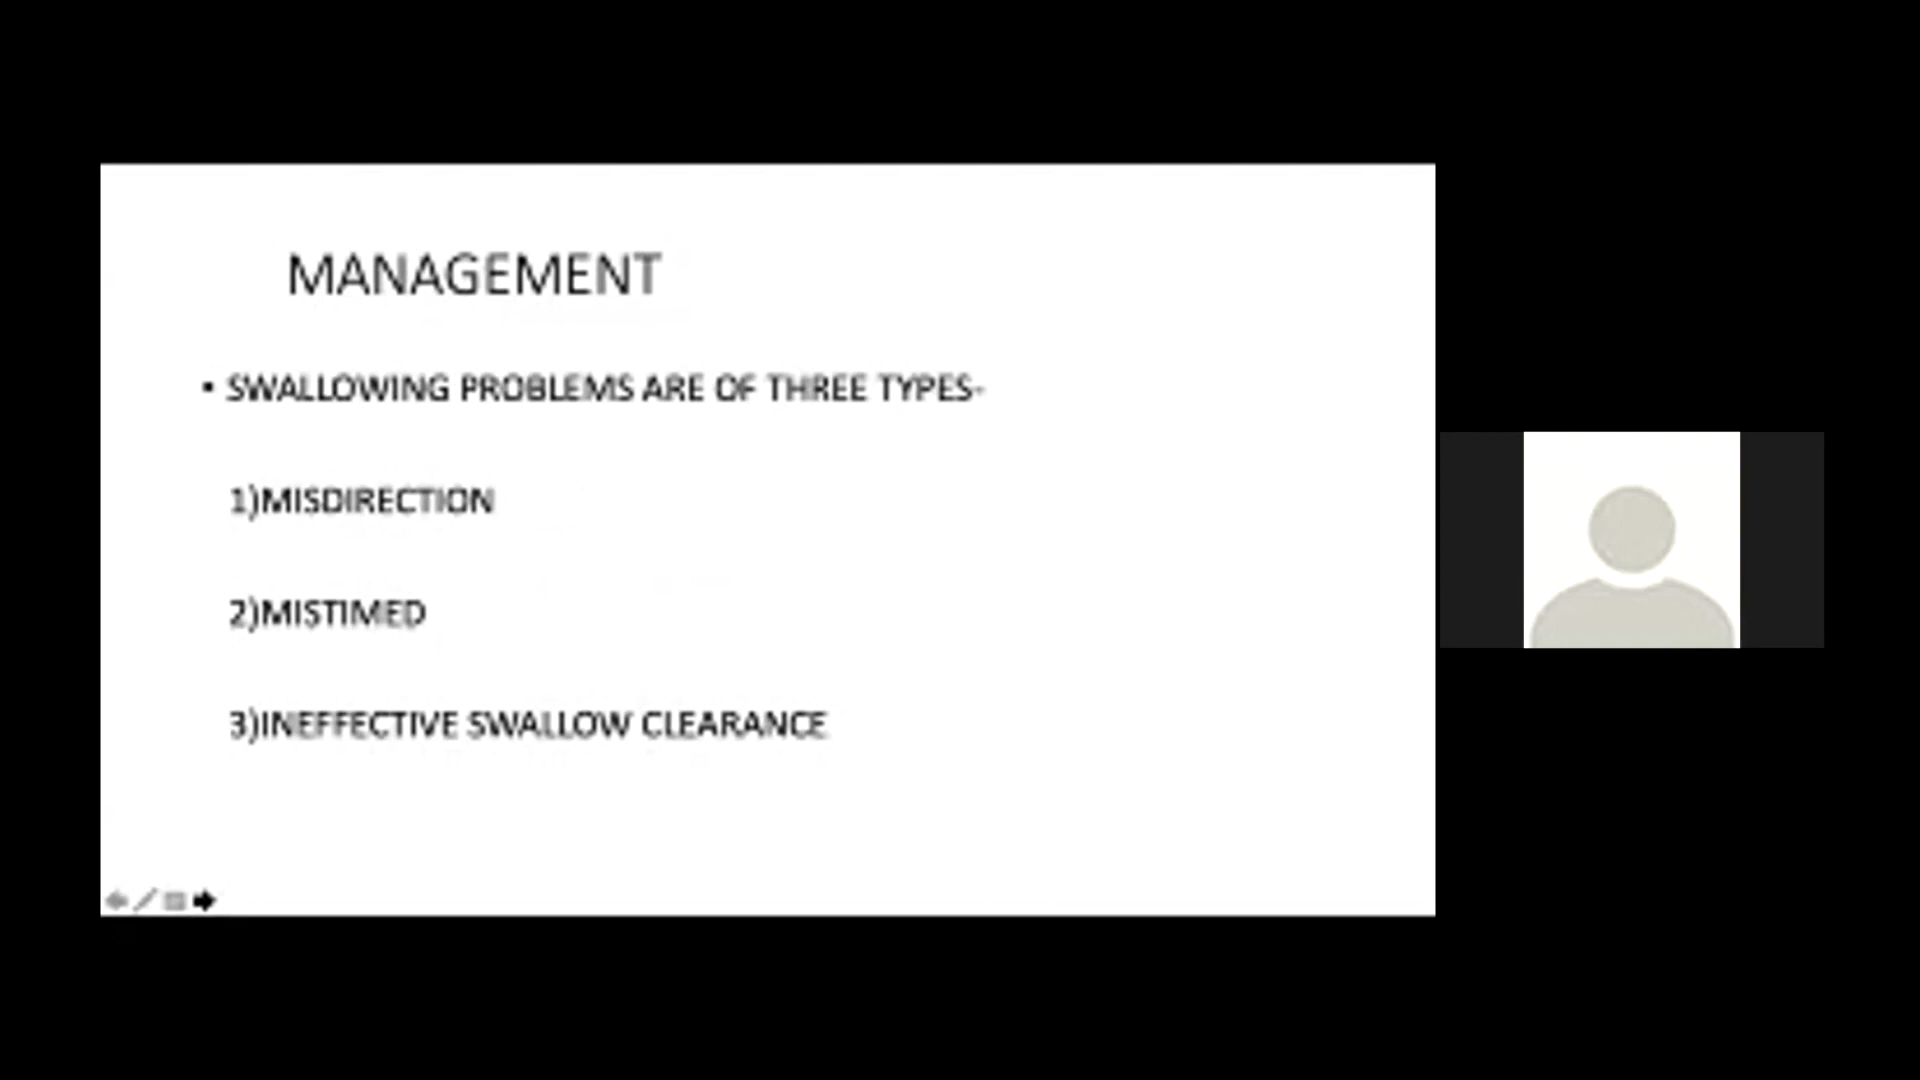 MANAGEMENT
• SWALLOWING PROBLEMS ARE OF THREE TYPES-
1)MISDIRECTION
2)MISTIMED
3)INEFFECTIVE SWALLOW CLEARANCE